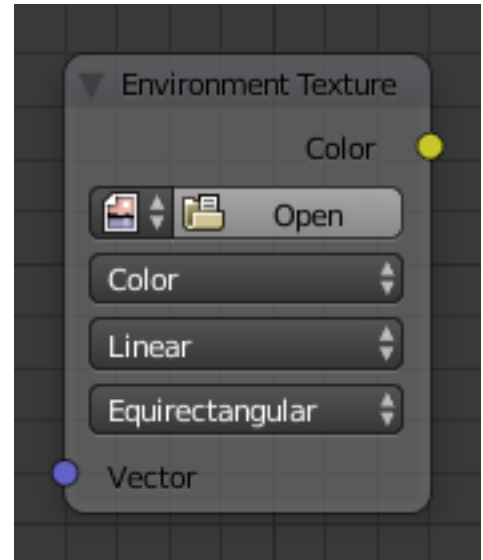 Environment Texture
Color
Open
Color
Linear
Equirectangular
Vector